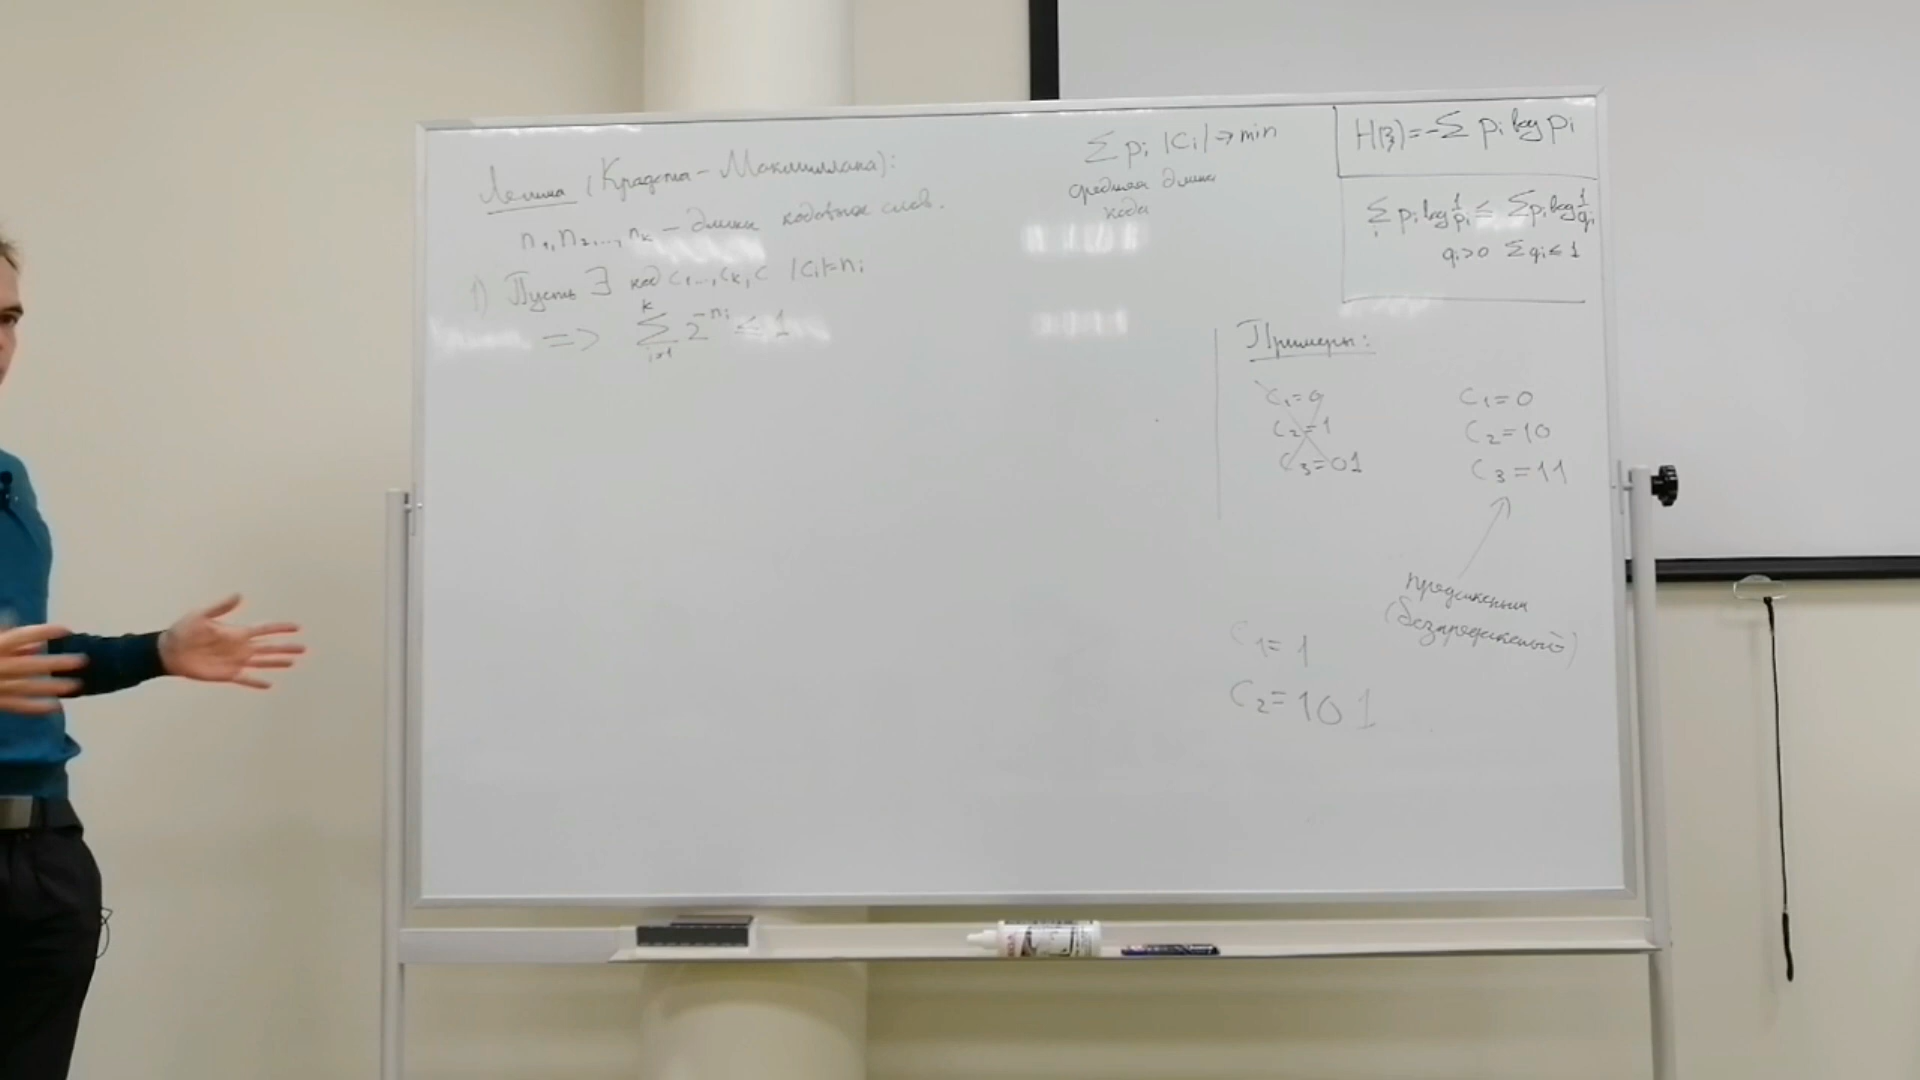 Лемма (Крафта-Макмиллана):
n₁, n₂, ..., nₖ - длины кодовых слов.
1) Пусть ∃ код c₁...,cₖ, с |cᵢ|=nᵢ
=> ∑ᵢ₌₁ᵏ 2^(-nᵢ) ≤ 1
∑ pᵢ |cᵢ| → min
средняя длина
кода
H(ξ)=-∑ pᵢ log pᵢ
∑ᵢ pᵢ log 1/pᵢ ≤ ∑pᵢ log 1/qᵢ
qᵢ>0 ∑qᵢ≤1
Примеры:
c₁=0
c₂=1
c₃=01
c₁=0
c₂=10
c₃=11
(безпрефиксный)
c₁=1
c₂=101